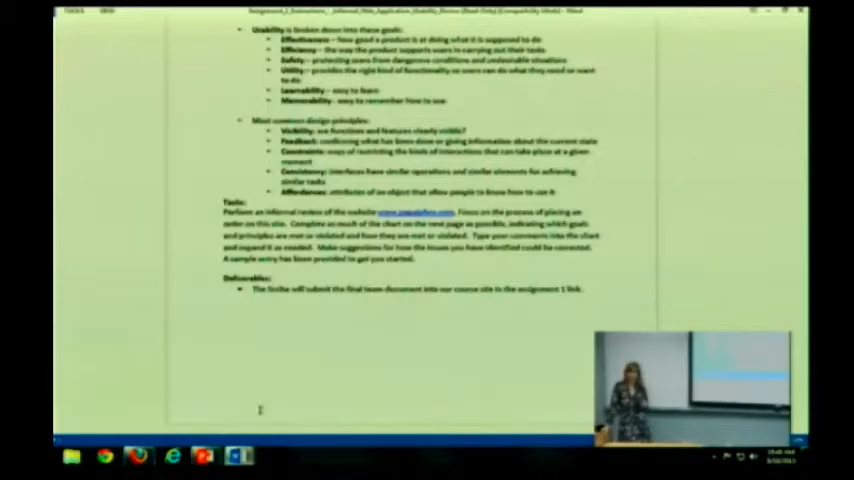 Usability is broken down into these goals:
Effectiveness – how good a product is at doing what it is supposed to do
Efficiency – the way the product supports users in carrying out their tasks
Safety – protecting users from dangerous conditions and undesirable situations
Utility – provides the right kind of functionality so users can do what they need or want
to do
Learnability – easy to learn
Memorability - easy to remember how to use
Most common design principles:
Visibility: are functions and features clearly visible?
Feedback: confirming what has been done or giving information about the current state
Constraints: ways of restricting the kinds of interactions that can take place at a given
moment
Consistency: interfaces have similar operations and similar elements for achieving
similar tasks
Affordances: attributes of an object that allow people to know how to use it
Tasks:
Perform an informal review of the website Focus on the process of placing an
order on this site. Complete as much of the chart on the next page as possible, indicating which goals
and principles are met or violated and how they are met or violated. Type your comments into the chart
and expand it as needed. Make suggestions for how the issues you have identified could be corrected.
A sample entry has been provided to get you started.
Deliverables:
The Scribe will submit the final team document into our course site in the assignment 1 link.